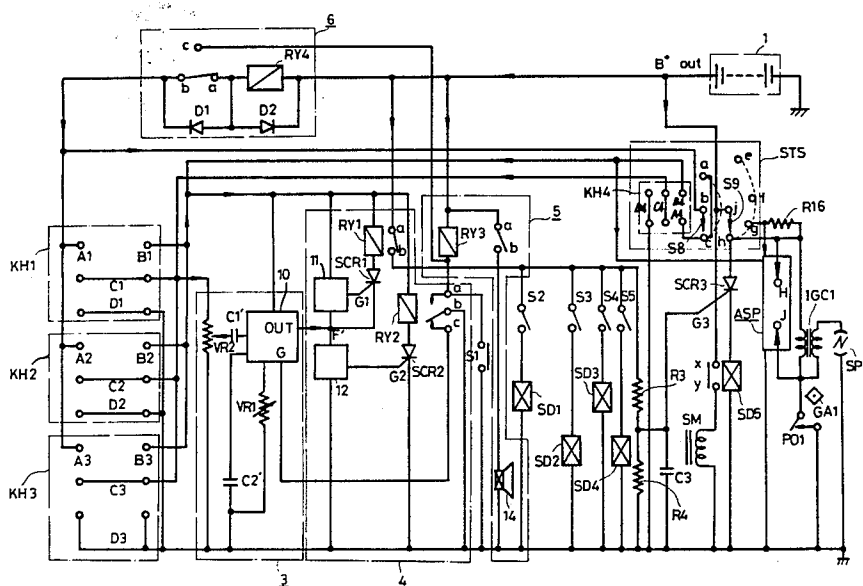 6
c
RY4
b a
D1 D2
B+ out
1
STS
e
a
S9
KH4
b
i
f
g
R16
S8
c
h
5
RY1
a
b
RY3
a
b
KH1
A1 B1
C1
D1
10
11
SCR1
G1
C1'
OUT
G
VR2
F'
RY2
a
b
c
S1
S2
S3
S4
S5
SCR3
G3
ASP
H
J
IGC1
SP
KH2
A2 B2
C2
D2
12
G2
SCR2
VR1
SD1
SD3
R3
x
y
SD5
GA1
PO1
SM
KH3
A3 B3
C3
D3
C2'
SD2
SD4
14
C3
R4
3
4